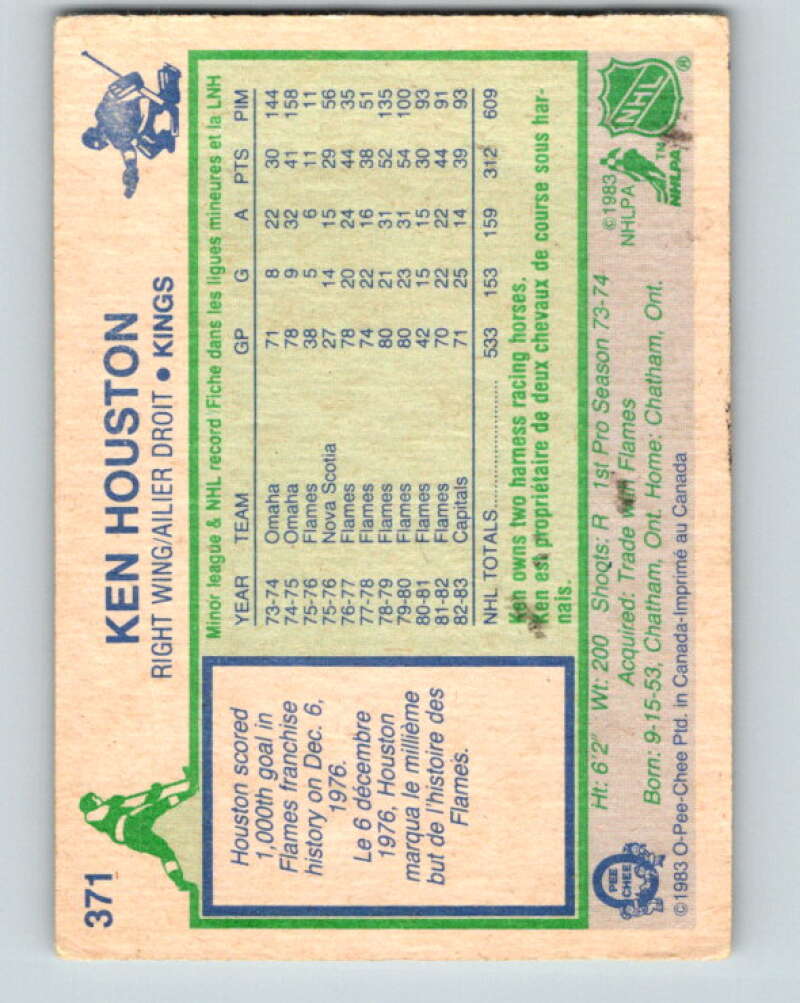 371
KEN HOUSTON
RIGHT WING/AILIER DROIT • KINGS
Houston scored
1,000th goal in
Flames franchise
history on Dec. 6,
1976.
Le 6 décembre
1976, Houston
marqua le millième
but de l'histoire des
Flames.
Minor league & NHL record/Fiche dans les ligues mineures et la LNH
YEAR TEAM GP G A PTS PIM
73-74 Omaha 71 8 22 30 144
74-75 Omaha 78 9 32 41 158
75-76 Flames 38 5 6 11 11
75-76 Nova Scotia 27 14 15 29 56
76-77 Flames 78 20 24 44 35
77-78 Flames 74 22 16 38 51
78-79 Flames 80 21 31 52 135
79-80 Flames 80 23 31 54 100
80-81 Flames 42 15 15 30 93
81-82 Flames 70 22 22 44 91
82-83 Capitals 71 25 14 39 93
NHL TOTALS.................... 533 153 159 312 609
Ken owns two harness racing horses.
Ken est propriétaire de deux chevaux de course sous har-
nais.
Ht: 6'2" Wt: 200 Shoots: R 1st Pro Season 73-74
Acquired: Trade with Flames
Born: 9-15-53, Chatham, Ont. Home: Chatham, Ont.
©1983 O-Pee-Chee Ptd. in Canada-Imprimé au Canada
O
PEE
CHEE
©1983
NHLPA
TN
NHLPA
NHL
®